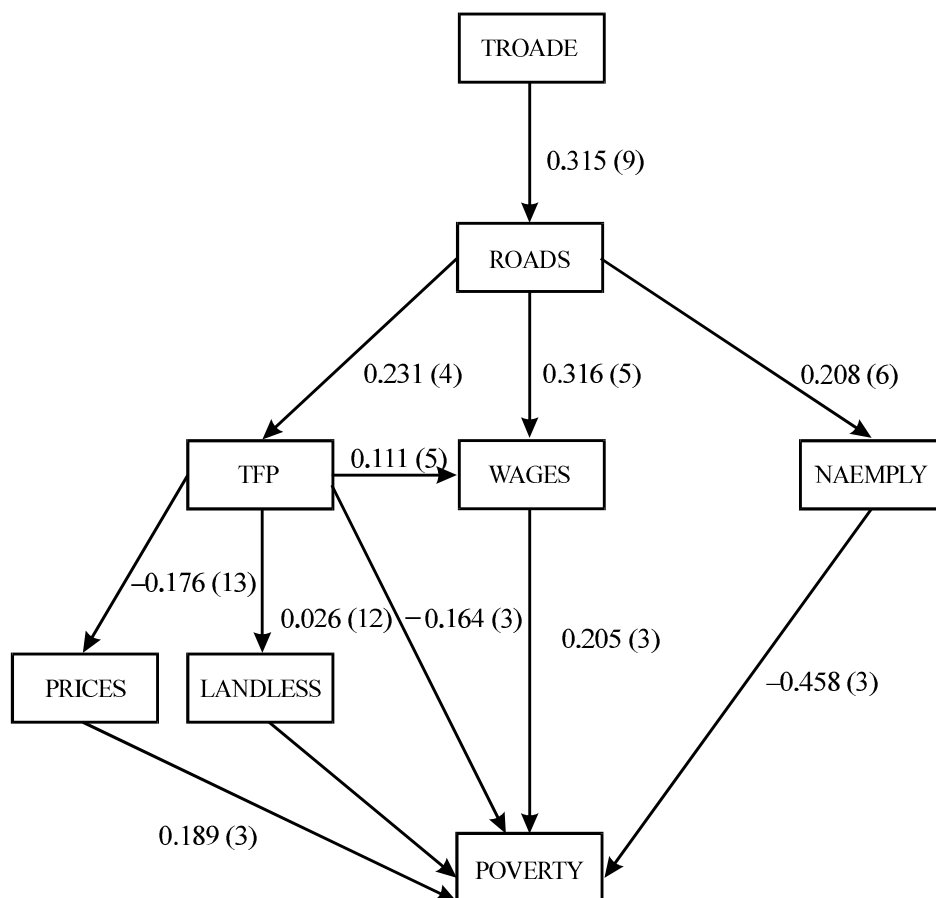 TROADE
0.315 (9)
ROADS
0.231 (4)
0.316 (5)
0.208 (6)
TFP
0.111 (5)
WAGES
NAEMPLY
–0.176 (13)
0.026 (12)
–0.164 (3)
0.205 (3)
–0.458 (3)
PRICES
LANDLESS
0.189 (3)
POVERTY